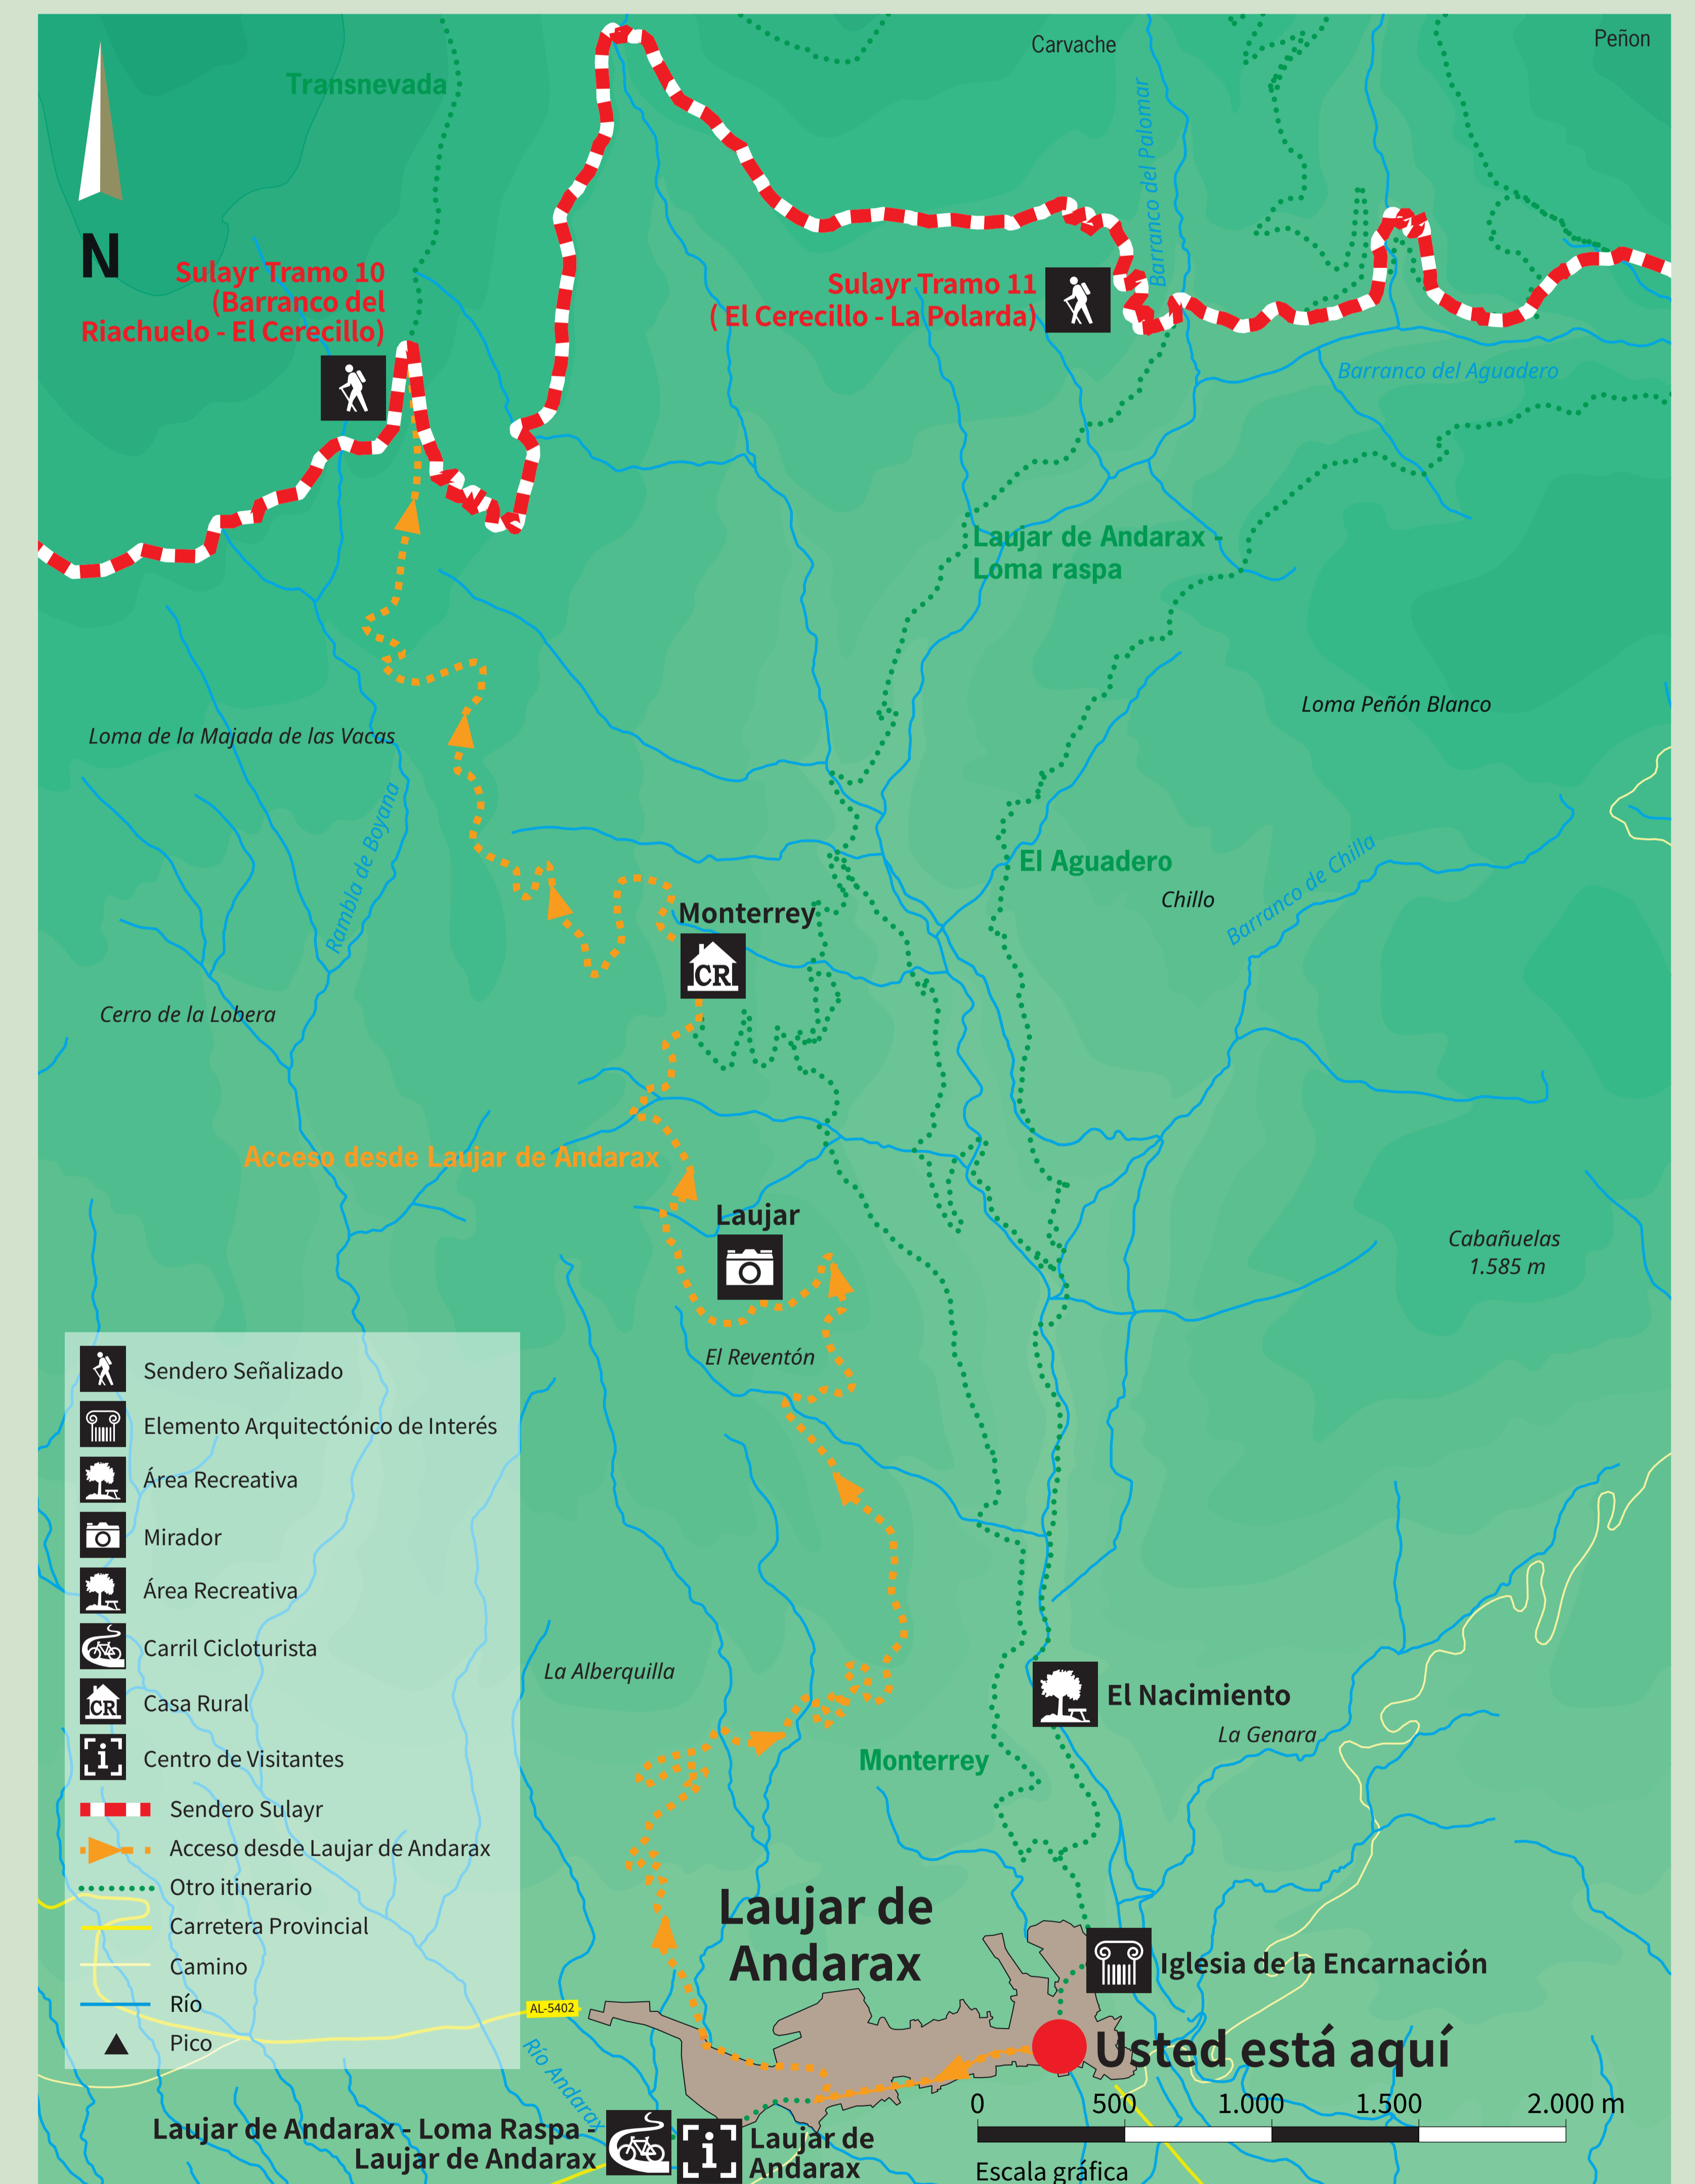 Carvache
Peñon
Transnevada
Barranco del Palomar
N
Sulayr Tramo 10
(Barranco del
Riachuelo - El Cerecillo)
Sulayr Tramo 11
( El Cerecillo - La Polarda)
Barranco del Aguadero
Laujar de Andarax -
Loma raspa
Loma Peñón Blanco
Loma de la Majada de las Vacas
Rambla de Boyana
El Aguadero
Chillo
Barranco de Chilla
Monterrey
CR
Cerro de la Lobera
Acceso desde Laujar de Andarax
Laujar
Cabañuelas
1.585 m
El Reventón
Sendero Señalizado
Elemento Arquitectónico de Interés
Área Recreativa
Mirador
Área Recreativa
Carril Cicloturista
CR
Casa Rural
i
Centro de Visitantes
Sendero Sulayr
Acceso desde Laujar de Andarax
Otro itinerario
Carretera Provincial
Camino
Río
Pico
La Alberquilla
El Nacimiento
La Genara
Monterrey
Laujar de
Andarax
Iglesia de la Encarnación
AL-5402
Usted está aquí
Río Andarax
Laujar de Andarax - Loma Raspa -
Laujar de Andarax
i
Laujar de
Andarax
0 500 1.000 1.500 2.000 m
Escala gráfica